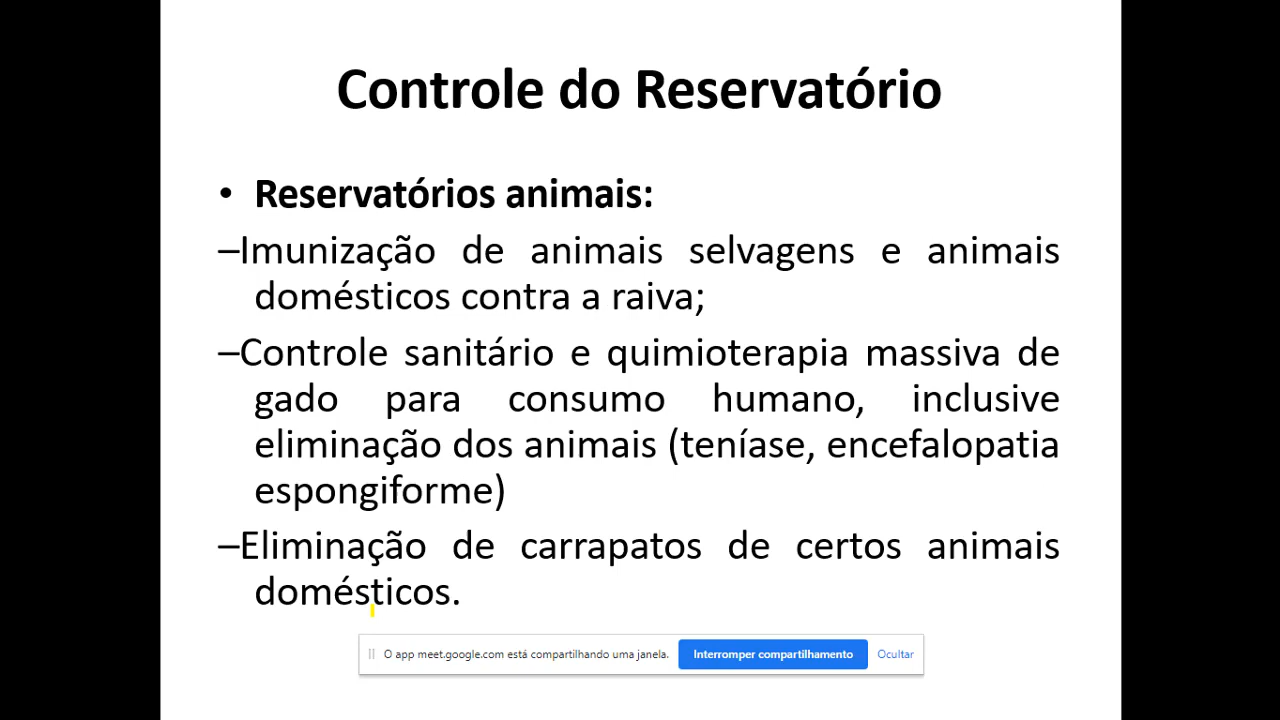 Controle do Reservatório
• Reservatórios animais:
–Imunização de animais selvagens e animais
domésticos contra a raiva;
–Controle sanitário e quimioterapia massiva de
gado para consumo humano, inclusive
eliminação dos animais (teníase, encefalopatia
espongiforme)
–Eliminação de carrapatos de certos animais
domésticos.
O app meet.google.com está compartilhando uma janela. Interromper compartilhamento Ocultar